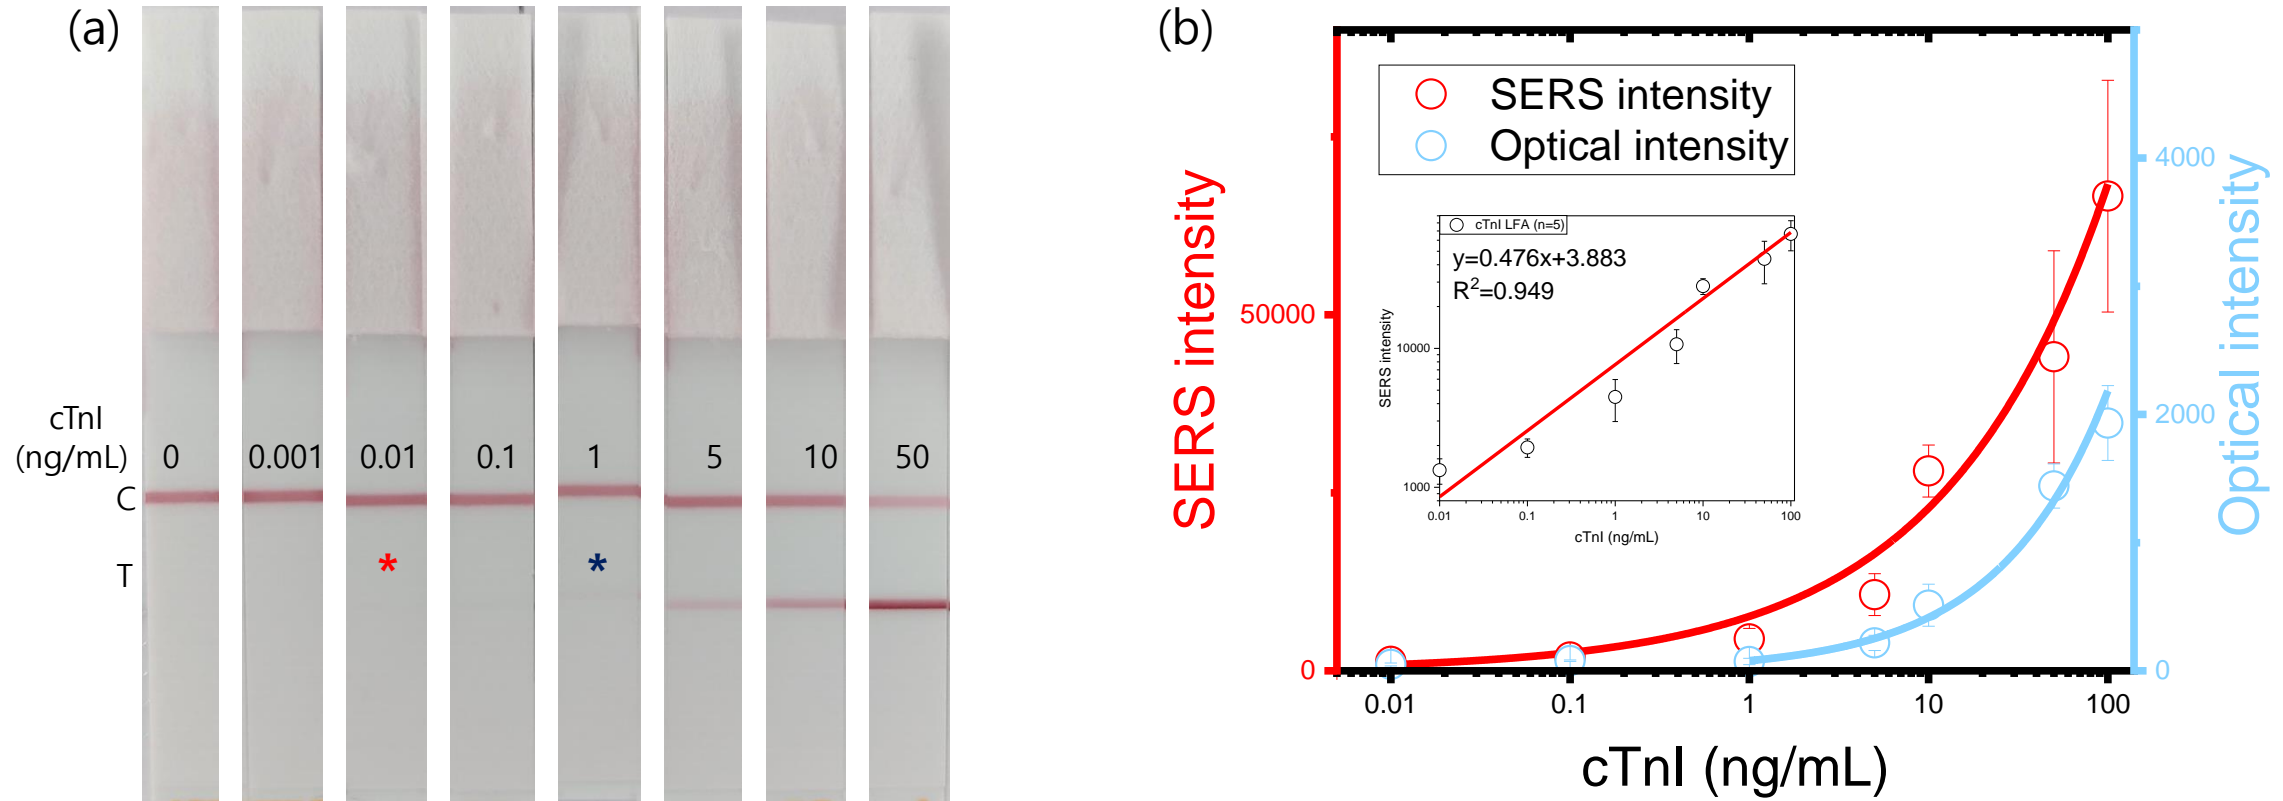 (a)
cTnI
(ng/mL)
0
0.001
0.01
0.1
1
5
10
50
C
*
*
T
(b)
SERS intensity
Optical intensity
SERS intensity
50000
0
Optical intensity
4000
2000
0
cTnI LFA (n=5)
y=0.476x+3.883
R²=0.949
SERS intensity
10000
1000
0.01
0.1
1
10
100
cTnI (ng/mL)
0.01
0.1
1
10
100
cTnI (ng/mL)